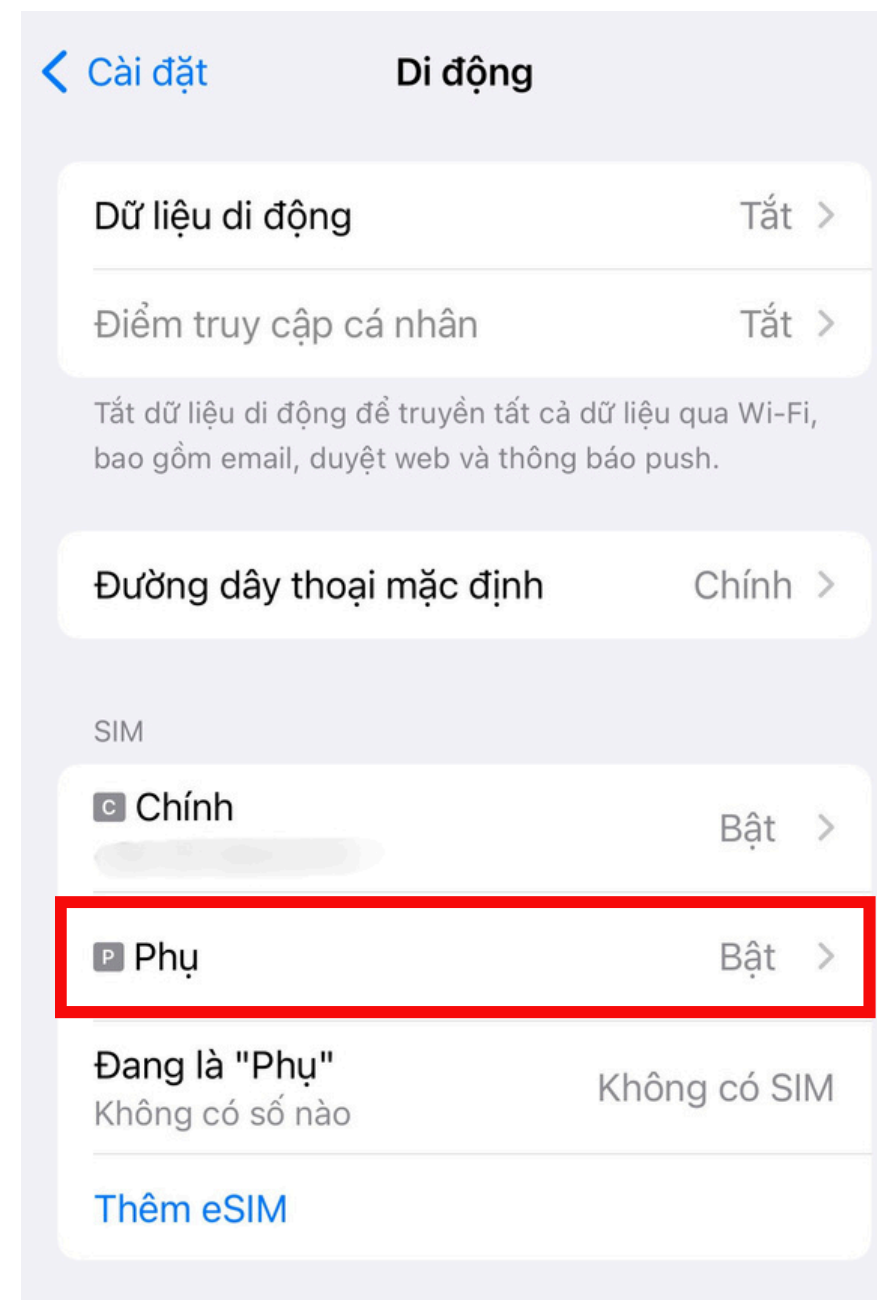 Cài đặt
Di động
Dữ liệu di động Tắt
Điểm truy cập cá nhân Tắt
Tắt dữ liệu di động để truyền tất cả dữ liệu qua Wi-Fi,
bao gồm email, duyệt web và thông báo push.
Đường dây thoại mặc định Chính
SIM
C Chính Bật
P Phụ Bật
Đang là "Phụ" Không có SIM
Không có số nào
Thêm eSIM